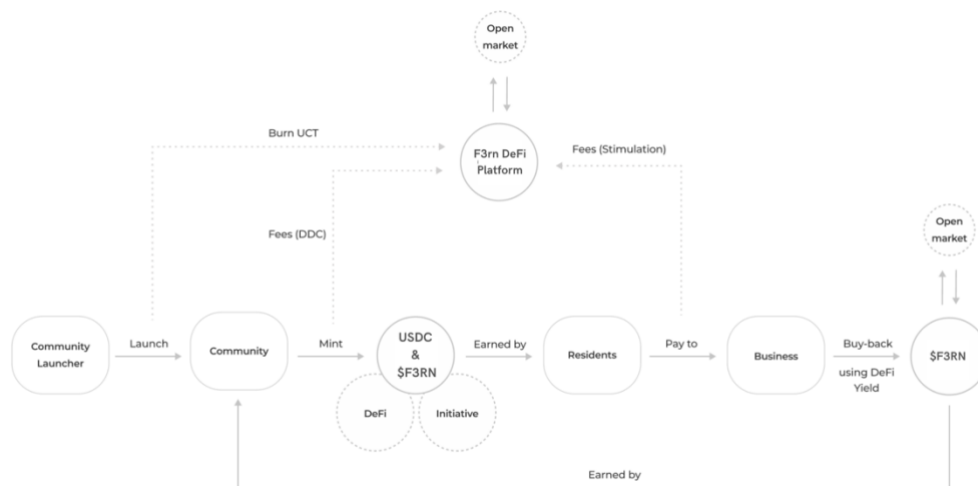 Open
market
Burn UCT
F3rn DeFi
Platform
Fees (Stimulation)
Fees (DDC)
Open
market
Community
Launcher
Launch
Community
Mint
USDC
&
$F3RN
Earned by
Residents
Pay to
Business
Buy-back
using DeFi
Yield
$F3RN
DeFi
Initiative
Earned by